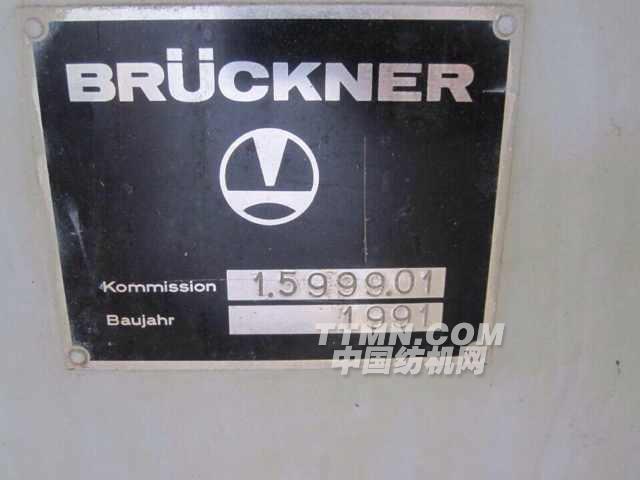 BRÜCKNER
Kommission 1.5999.01
Baujahr 1991
TTMN.COM
中国纺机网